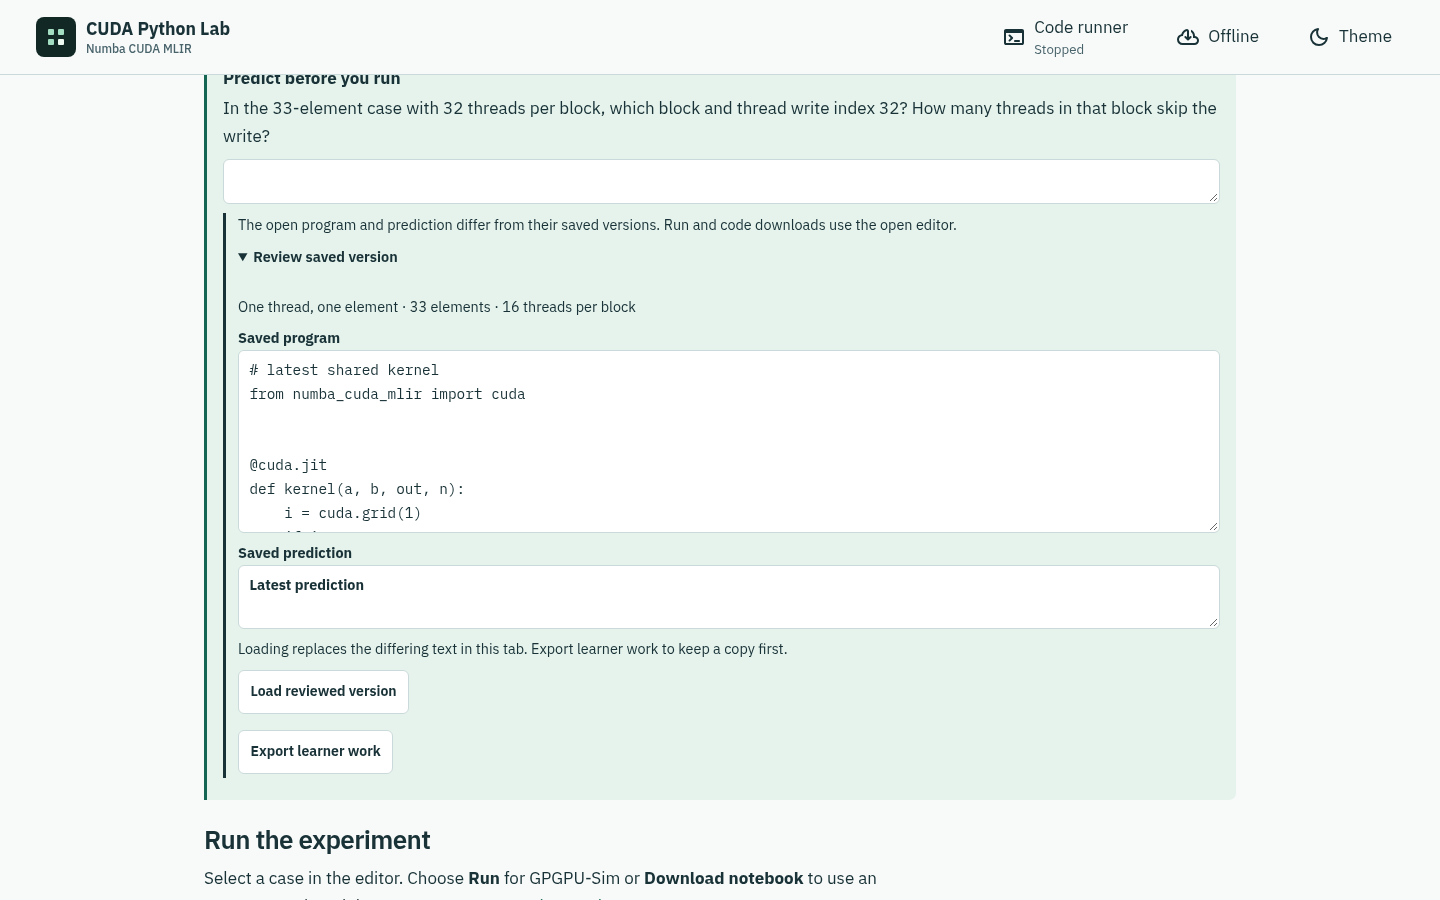 CUDA Python Lab
Numba CUDA MLIR
Code runner
Stopped
Offline
Theme
Predict before you run
In the 33-element case with 32 threads per block, which block and thread write index 32? How many threads in that block skip the
write?
The open program and prediction differ from their saved versions. Run and code downloads use the open editor.
▼ Review saved version
One thread, one element · 33 elements · 16 threads per block
Saved program
# latest shared kernel
from numba_cuda_mlir import cuda
@cuda.jit
def kernel(a, b, out, n):
    i = cuda.grid(1)
Saved prediction
Latest prediction
Loading replaces the differing text in this tab. Export learner work to keep a copy first.
Load reviewed version
Export learner work
Run the experiment
Select a case in the editor. Choose Run for GPGPU-Sim or Download notebook to use an